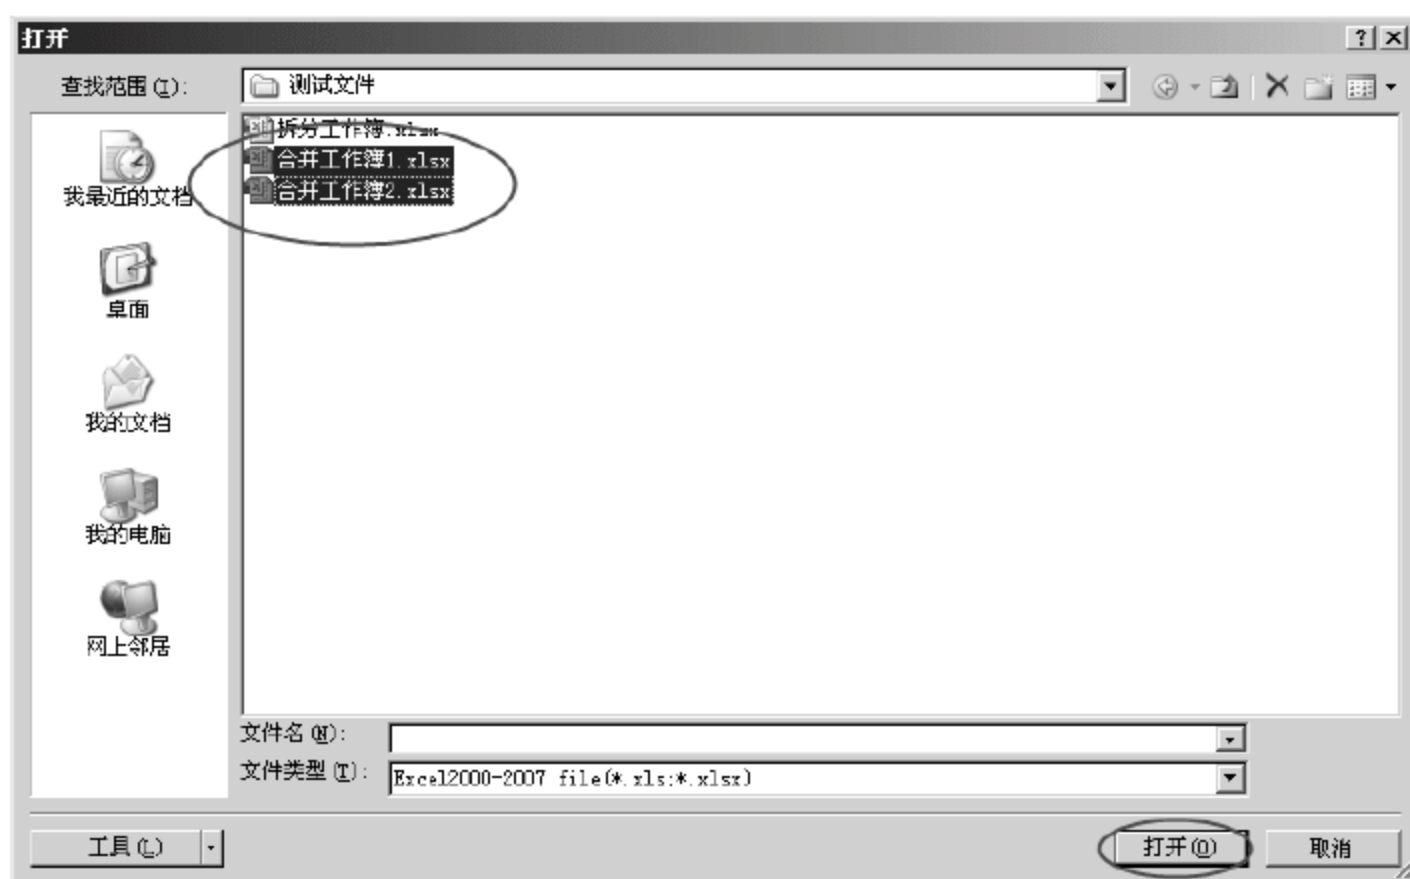 打开
查找范围(I):
测试文件
拆分工作簿.xlsx
合并工作簿1.xlsx
合并工作簿2.xlsx
我最近的文档
桌面
我的文档
我的电脑
网上邻居
文件名(N):
文件类型(T):
Excel2000-2007 file(*.xls;*.xlsx)
工具(L)
打开(O)
取消